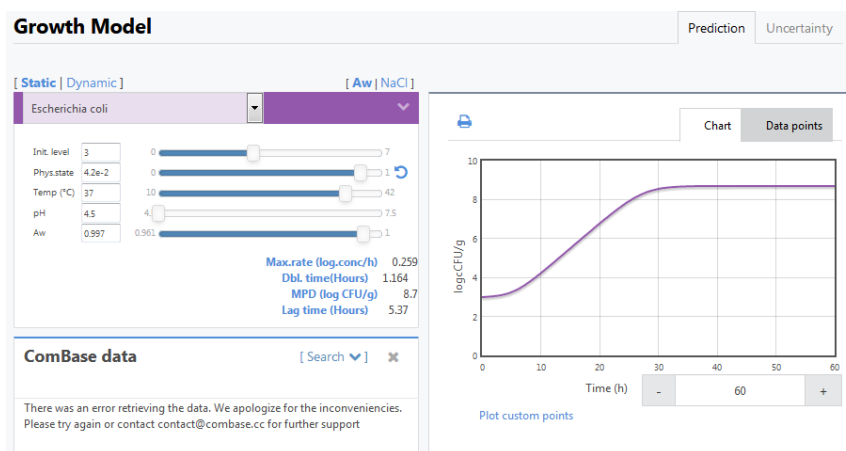 Growth Model
Prediction
Uncertainty
[ Static | Dynamic ]
[ Aw | NaCl ]
Escherichia coli
Init. level 3 0 7
Phys.state 4.2e-2 0 1
Temp (°C) 37 10 42
pH 4.5 4. 7.5
Aw 0.997 0.961 1
Max.rate (log.conc/h) 0.259
Dbl. time(Hours) 1.164
MPD (log CFU/g) 8.7
Lag time (Hours) 5.37
ComBase data
[ Search ]
There was an error retrieving the data. We apologize for the inconveniencies.
Please try again or contact contact@combase.cc for further support
Chart
Data points
10
8
6
4
2
0
logcCFU/g
0 10 20 30 40 50 60
Time (h)
- 60 +
Plot custom points